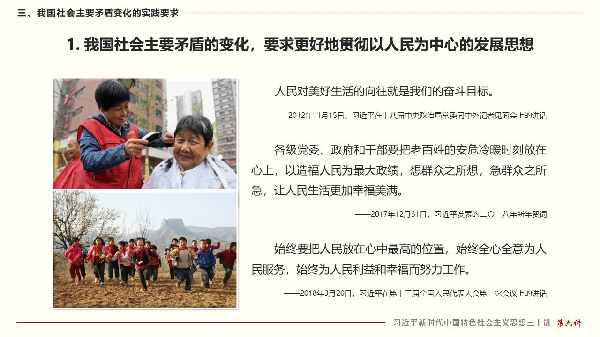 三、我国社会主要矛盾变化的实践要求
1. 我国社会主要矛盾的变化，要求更好地贯彻以人民为中心的发展思想
人民对美好生活的向往就是我们的奋斗目标。
——2012年11月15日，习近平在十八届中央政治局常委同中外记者见面会上的讲话
各级党委、政府和干部要把老百姓的安危冷暖时刻放在
心上，以造福人民为最大政绩，想群众之所想，急群众之所
急，让人民生活更加幸福美满。
——2017年12月31日，习近平发表的二〇一八年新年贺词
始终要把人民放在心中最高的位置，始终全心全意为人
民服务，始终为人民利益和幸福而努力工作。
——2018年3月20日，习近平在第十三届全国人民代表大会第一次会议上的讲话
习近平新时代中国特色社会主义思想三十讲 第六讲